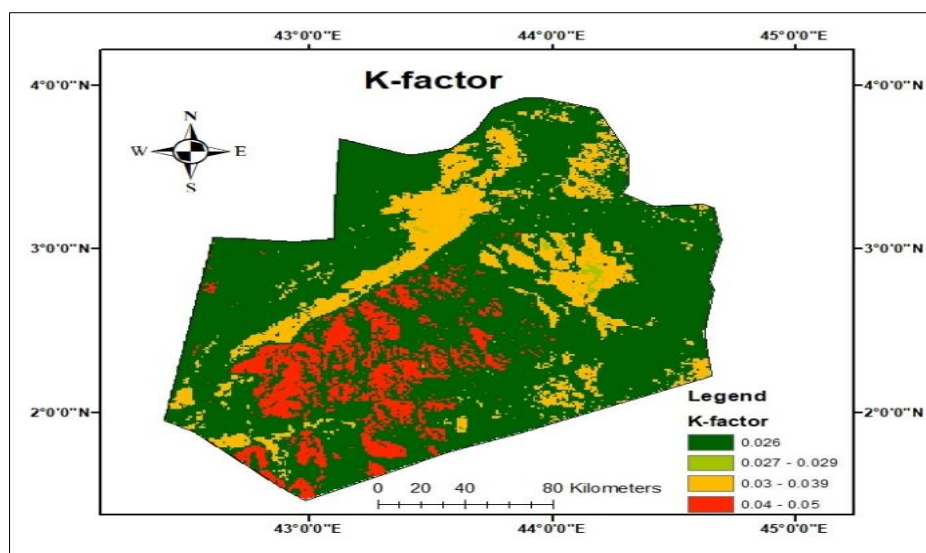 43°0'0"E 44°0'0"E 45°0'0"E
K-factor
4°0'0"N 4°0'0"N
N
W E
S
3°0'0"N 3°0'0"N
2°0'0"N 2°0'0"N
Legend
K-factor
0.026
0.027 - 0.029
0.03 - 0.039
0.04 - 0.05
0 20 40 80 Kilometers
43°0'0"E 44°0'0"E 45°0'0"E